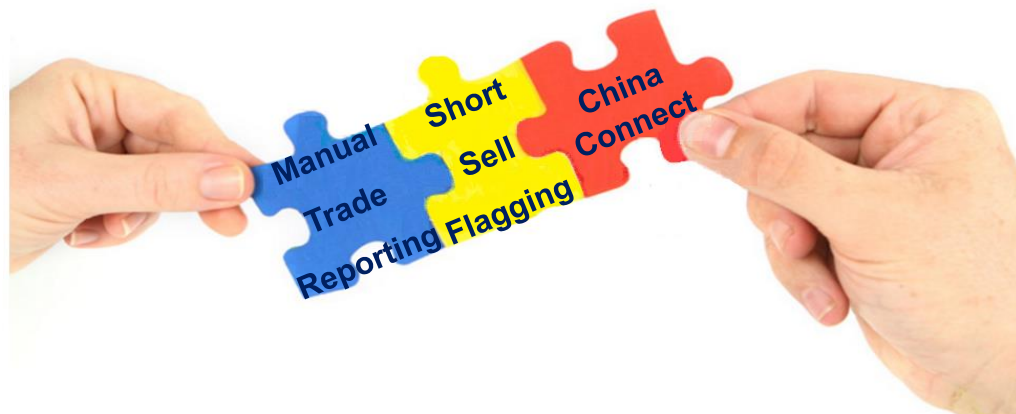 Manual
Trade
Reporting
Short
Sell
Flagging
China
Connect